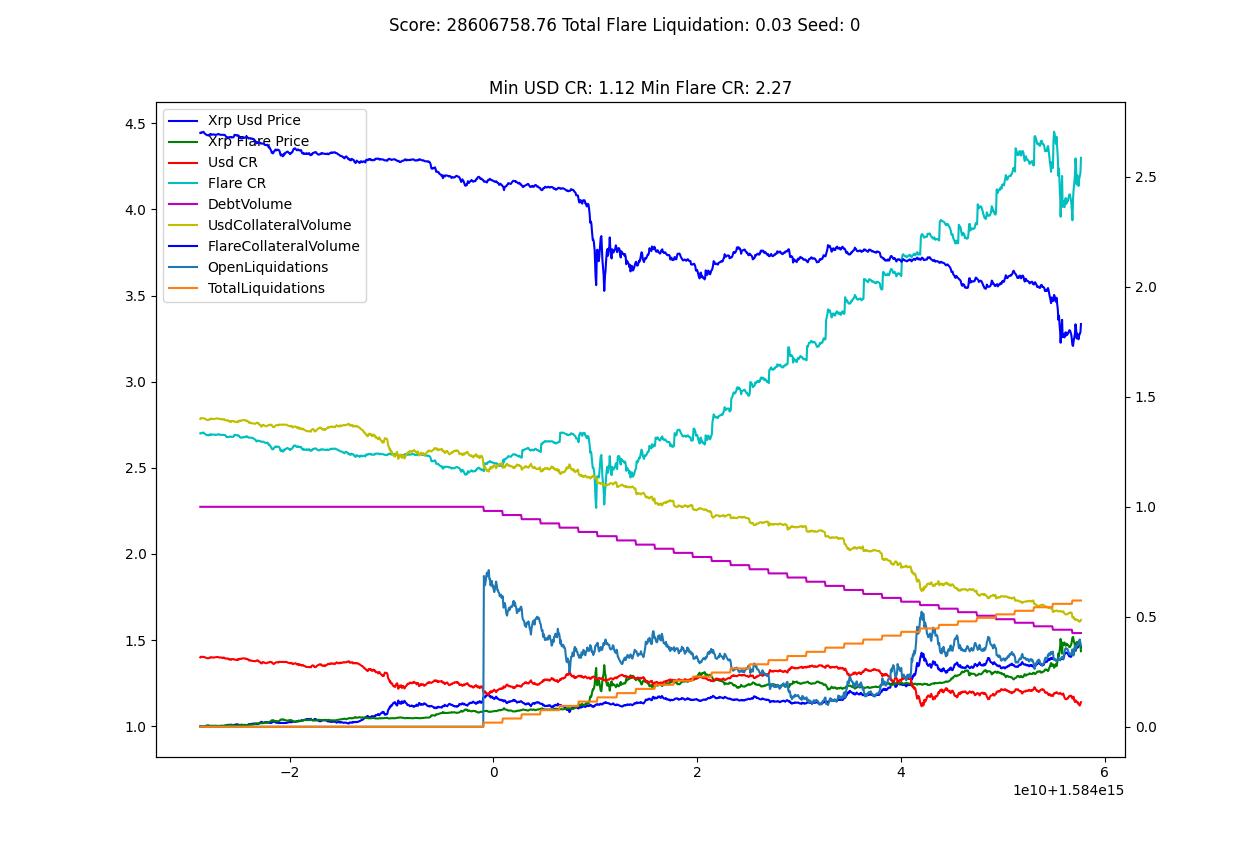 Score: 28606758.76 Total Flare Liquidation: 0.03 Seed: 0
Min USD CR: 1.12 Min Flare CR: 2.27
Xrp Usd Price
Xrp Flare Price
Usd CR
Flare CR
DebtVolume
UsdCollateralVolume
FlareCollateralVolume
OpenLiquidations
TotalLiquidations
4.5
4.0
3.5
3.0
2.5
2.0
1.5
1.0
2.5
2.0
1.5
1.0
0.5
0.0
−2
0
2
4
6
1e10+1.584e15